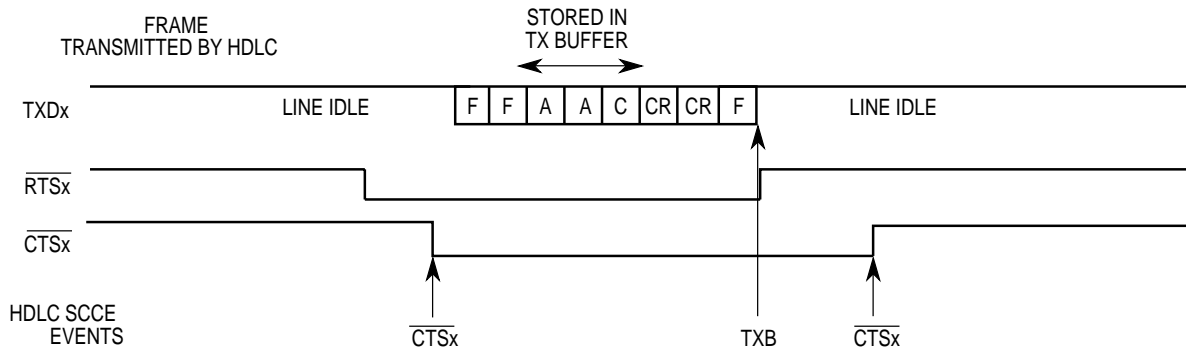 FRAME
TRANSMITTED BY HDLC
STORED IN
TX BUFFER
TXDx LINE IDLE F F A A C CR CR F LINE IDLE
RTSx
CTSx
HDLC SCCE
EVENTS
CTSx TXB CTSx